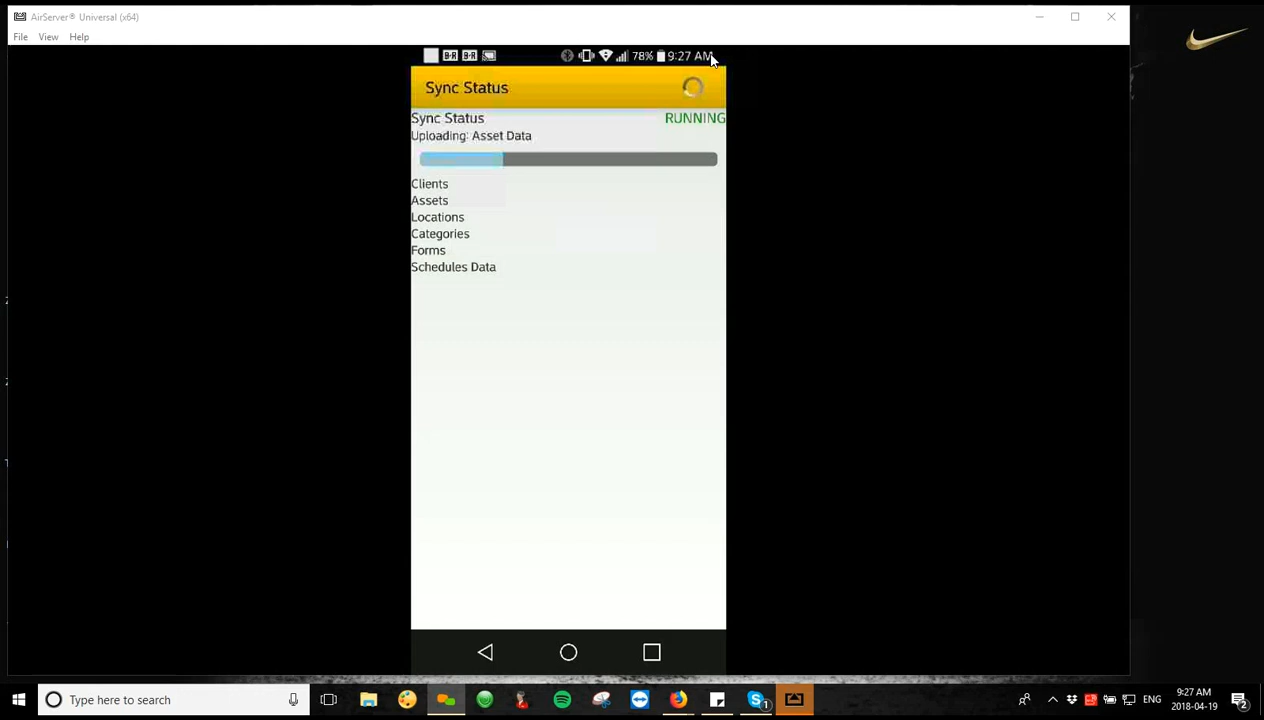 AirServer® Universal (x64)
File View Help
78% 9:27 AM
Sync Status
Sync Status RUNNING
Uploading: Asset Data
Clients
Assets
Locations
Categories
Forms
Schedules Data
Type here to search
ENG
9:27 AM
2018-04-19